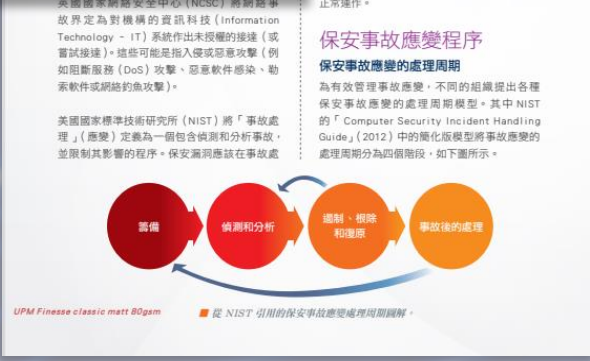 英國國家網絡安全中心（NCSC）將網絡事
故界定為對機構的資訊科技（Information
Technology - IT）系統作出未授權的接達（或
嘗試接達）。這些可能是指入侵或惡意攻擊（例
如阻斷服務（DoS）攻擊、惡意軟件感染、勒
索軟件或網絡釣魚攻擊）。
美國國家標準技術研究所（NIST）將「事故處
理」（應變）定義為一個包含偵測和分析事故，
並限制其影響的程序。保安漏洞應該在事故處
正常運作。
保安事故應變程序
保安事故應變的處理周期
為有效管理事故應變，不同的組織提出各種
保安事故應變的處理周期模型。其中 NIST
的「Computer Security Incident Handling
Guide」（2012）中的簡化版模型將事故應變的
處理周期分為四個階段，如下圖所示。
籌備
偵測和分析
遏制、根除
和復原
事故後的處理
UPM Finesse classic matt 80gsm
從 NIST 引用的保安事故應變處理周期圖解。